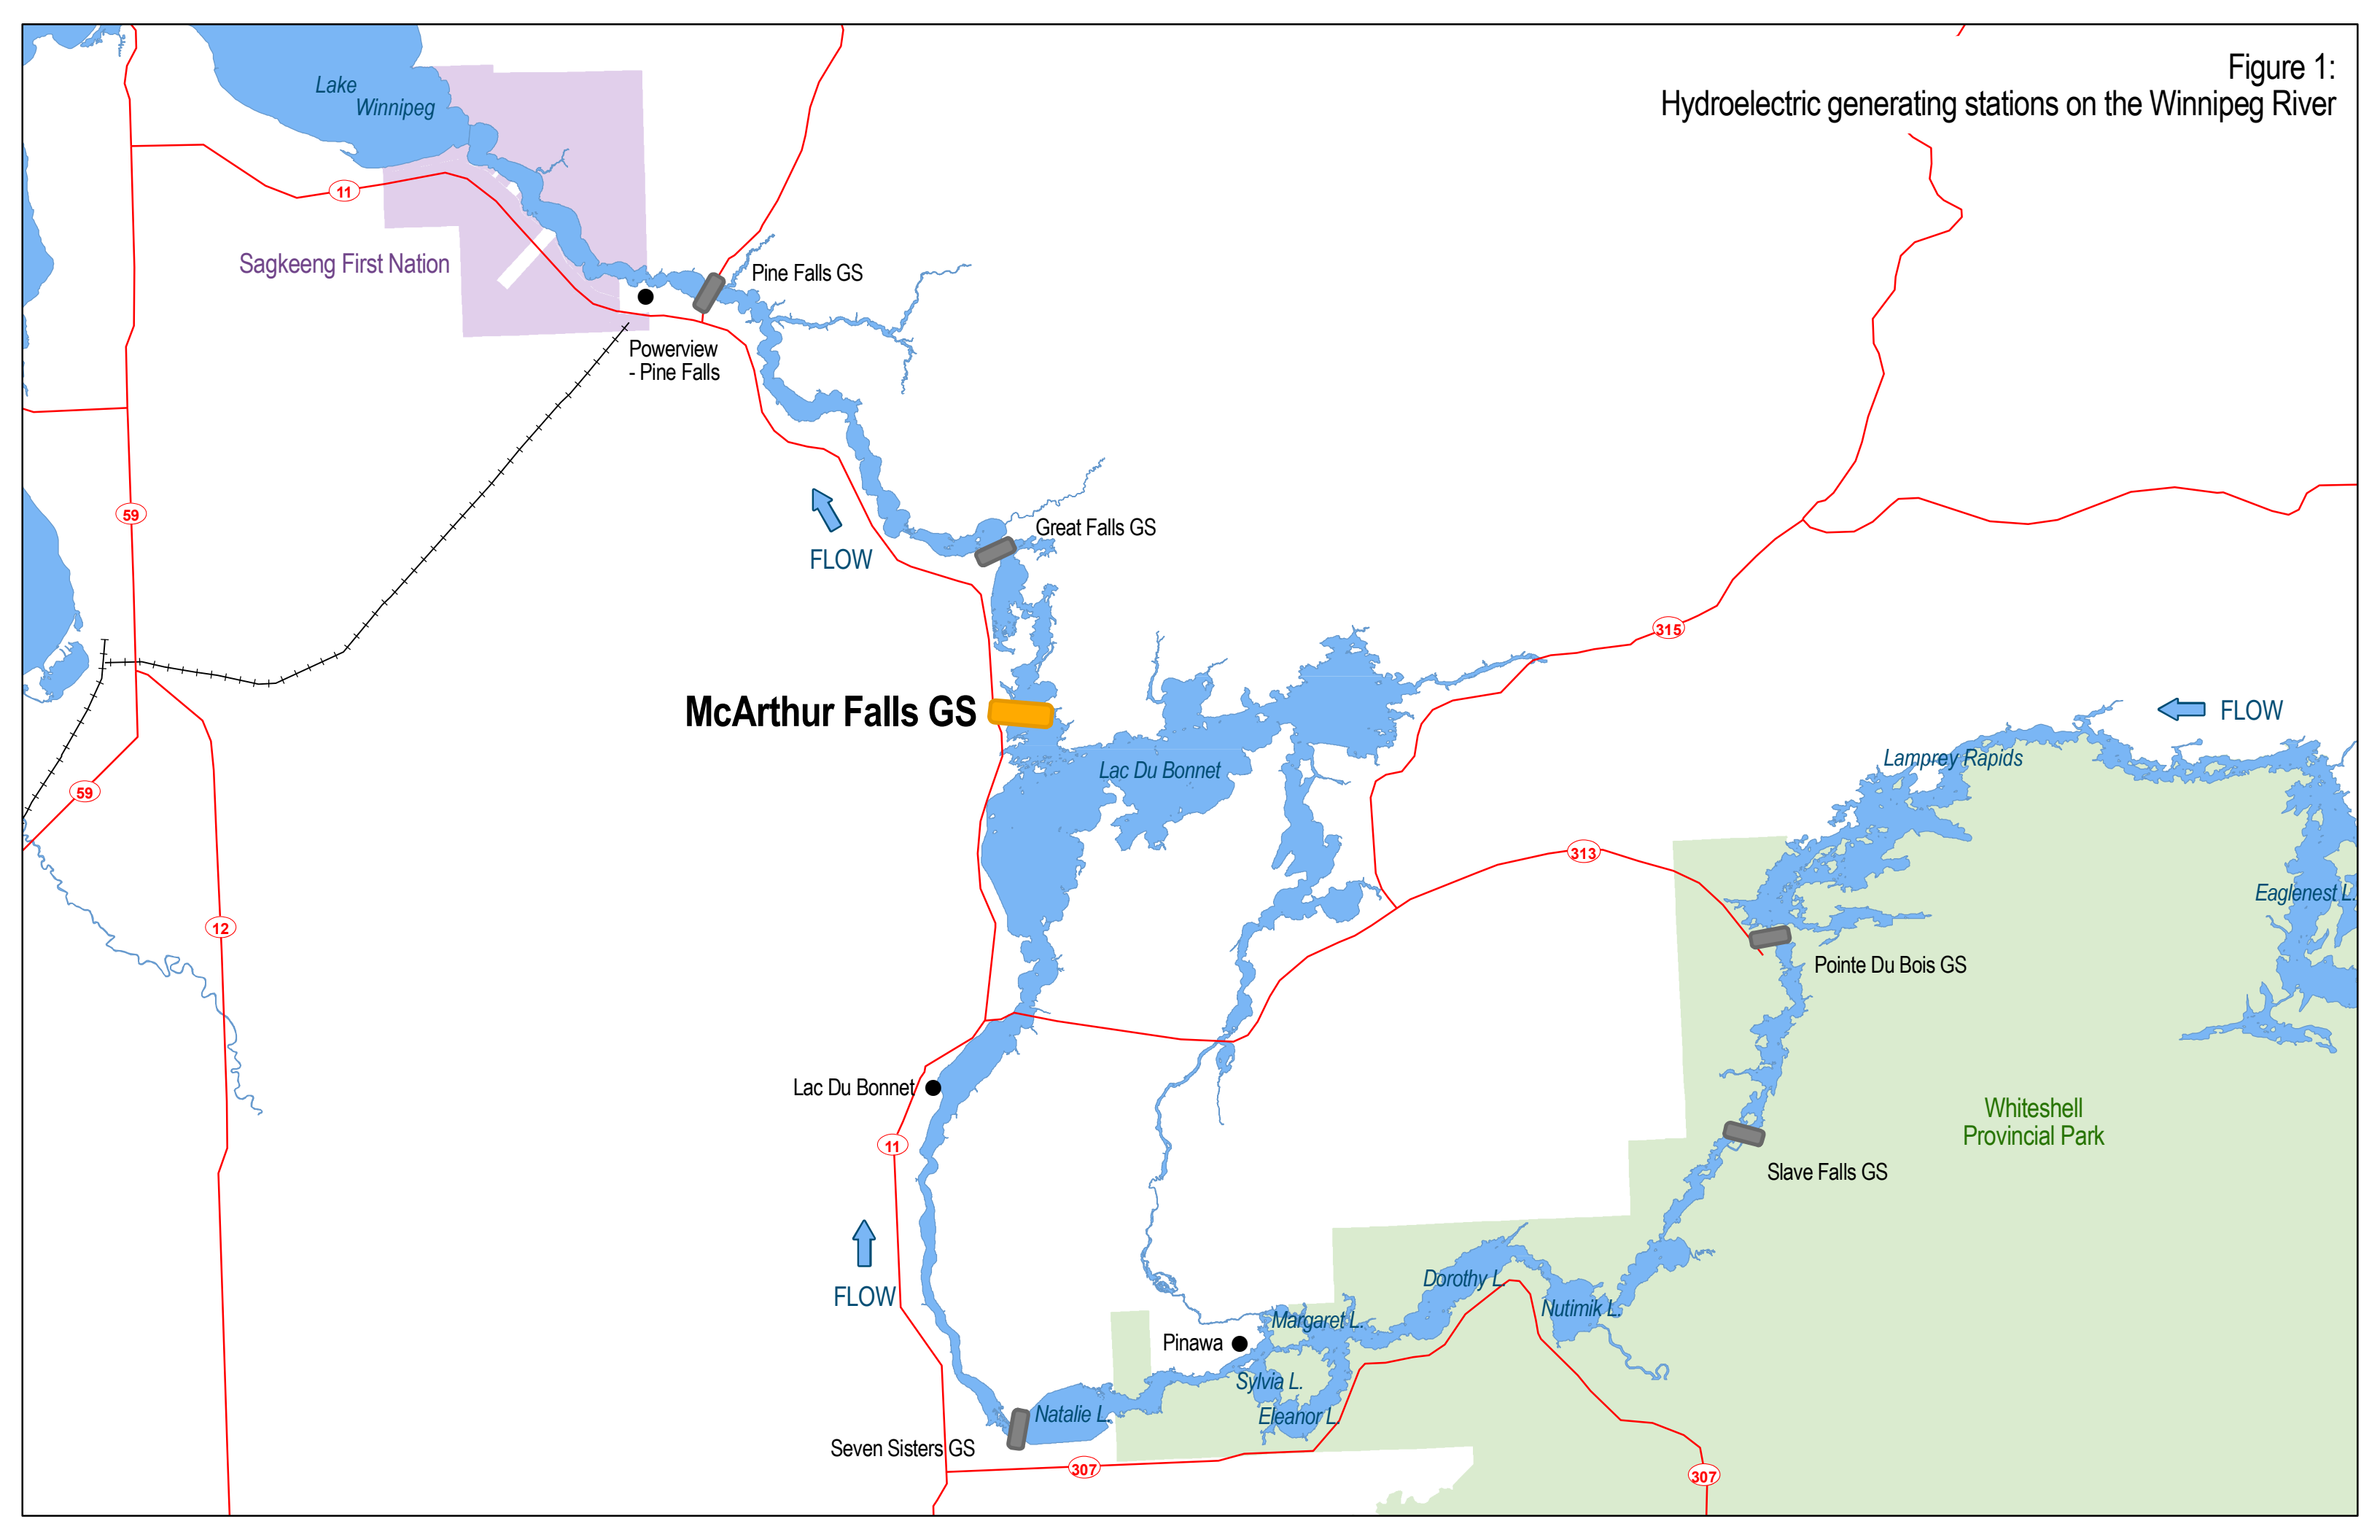 Figure 1:
Hydroelectric generating stations on the Winnipeg River
Lake
Winnipeg
11
Sagkeeng First Nation
Pine Falls GS
Powerview
- Pine Falls
59
FLOW
Great Falls GS
315
McArthur Falls GS
FLOW
Lac Du Bonnet
Lamprey Rapids
59
313
Eaglenest L.
12
Pointe Du Bois GS
Lac Du Bonnet
Whiteshell
Provincial Park
11
Slave Falls GS
FLOW
Dorothy L.
Nutimik L.
Margaret L.
Pinawa
Sylvia L.
Natalie L.
Eleanor L.
Seven Sisters GS
307
307